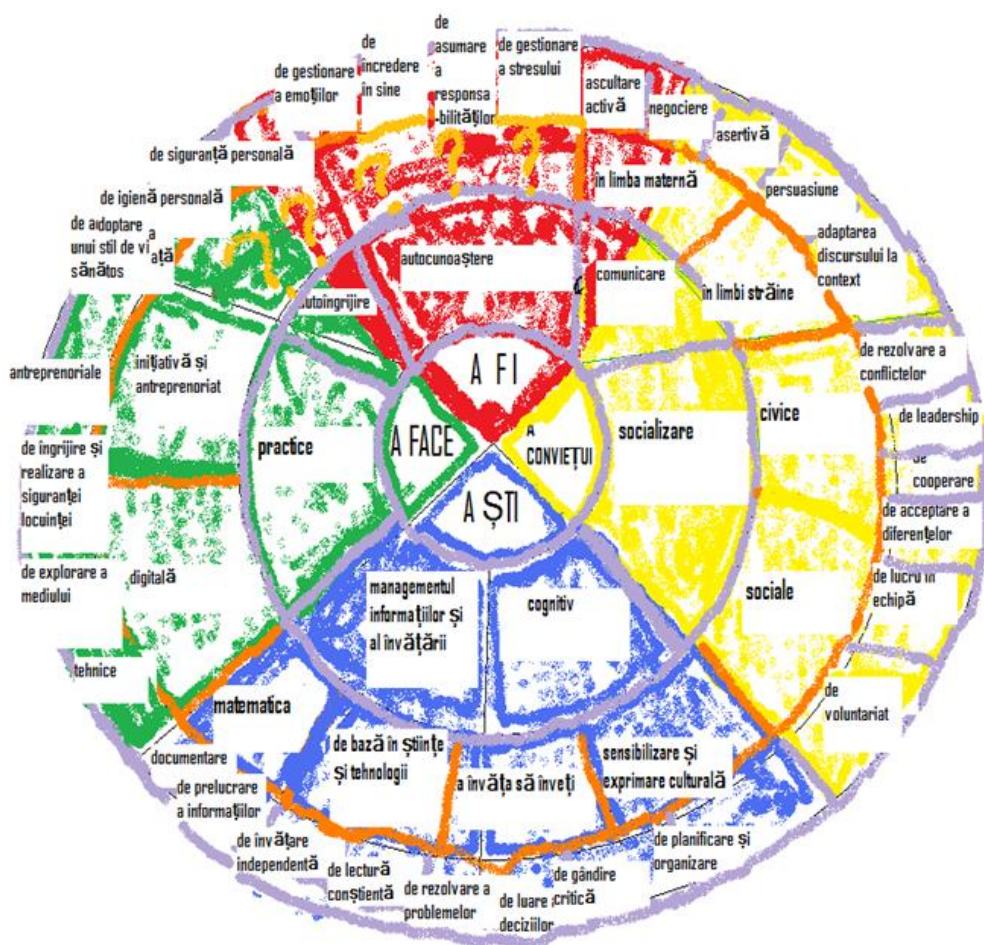 de
asumare
a
responsa
-bilităților
de
încredere
în sine
de gestionare
a emoțiilor
de gestionare
a stresului
ascultare
activă
negociere
asertivă
persuasiune
adaptarea
discursului la
context
de siguranță personală
de igienă personală
de adoptare a
unui stil de viață
sănătos
în limba maternă
în limbi străine
autocunoaștere
comunicare
autoîngrijire
A FI
A FACE
A
CONVIEȚUI
A ȘTI
antreprenoriale
inițiativă și
antreprenoriat
practice
socializare
civice
de rezolvare a
conflictelor
de leadership
de
cooperare
de acceptare a
diferențelor
de îngrijire și
realizare a
siguranței
locuinței
de explorare a
mediului
digitală
tehnice
managementul
informațiilor și
al învățării
cognitiv
sociale
de lucru în
echipă
de
voluntariat
matematica
de bază în științe
și tehnologii
a învăța să înveți
sensibilizare și
exprimare culturală
documentare
de prelucrare
a informațiilor
de învățare
independentă
de lectură
conștientă
de rezolvare a
problemelor
de luare a
deciziilor
de gândire
critică
de planificare și
organizare